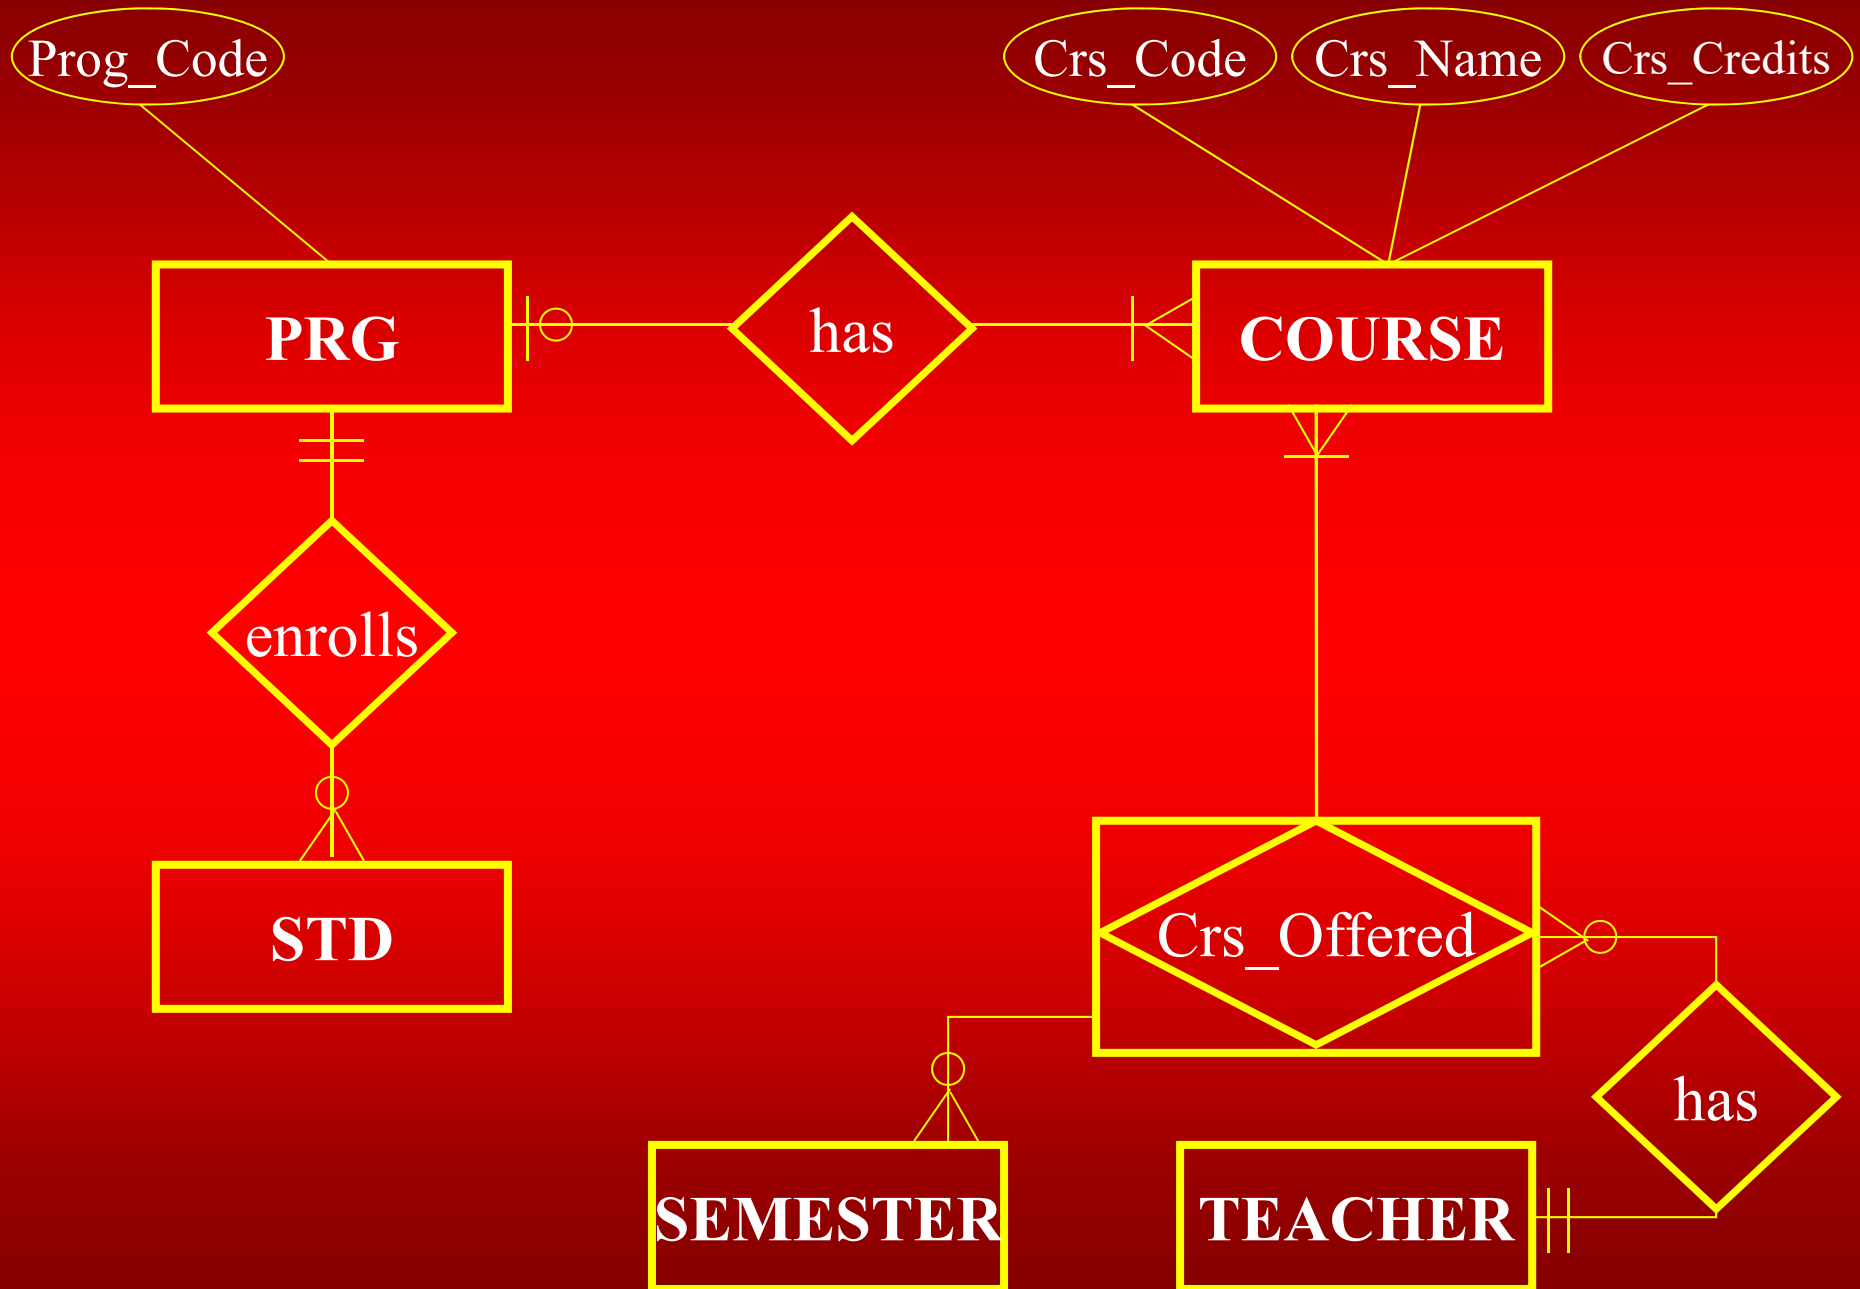 Prog_Code
Crs_Code
Crs_Name
Crs_Credits
PRG
has
COURSE
enrolls
STD
Crs_Offered
has
SEMESTER
TEACHER